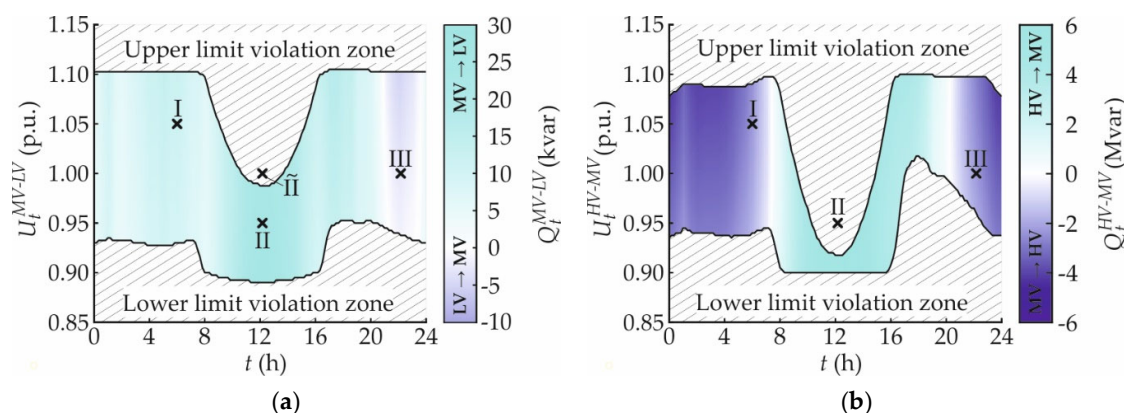 Upper limit violation zone
Lower limit violation zone
I
II
ĨI
III
1.15
1.10
1.05
1.00
0.95
0.90
0.85
0 4 8 12 16 20 24
t (h)
U_t^{MV-LV} (p.u.)
30
25
20
15
10
5
0
-5
-10
MV → LV
LV → MV
Q_t^{MV-LV} (kvar)
(a)
Upper limit violation zone
Lower limit violation zone
I
II
III
1.15
1.10
1.05
1.00
0.95
0.90
0.85
0 4 8 12 16 20 24
t (h)
U_t^{HV-MV} (p.u.)
6
4
2
0
-2
-4
-6
HV → MV
MV → HV
Q_t^{HV-MV} (Mvar)
(b)